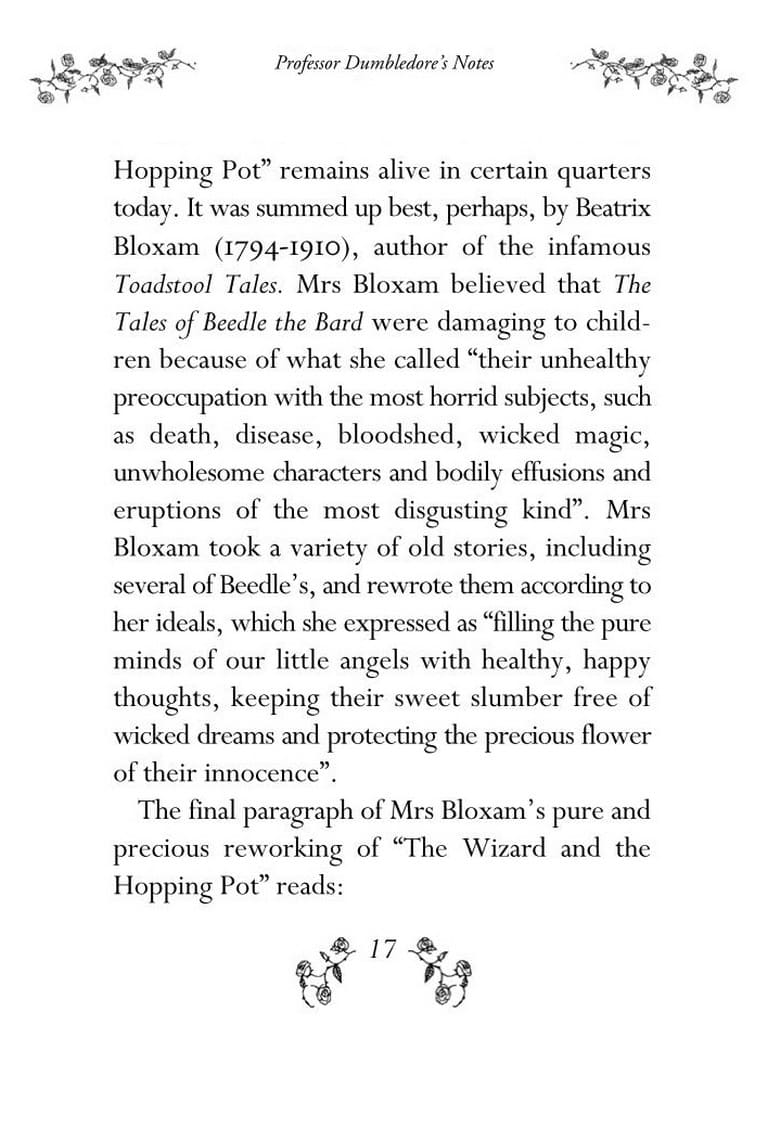 Professor Dumbledore’s Notes
Hopping Pot” remains alive in certain quarters
today. It was summed up best, perhaps, by Beatrix
Bloxam (1794-1910), author of the infamous
Toadstool Tales. Mrs Bloxam believed that The
Tales of Beedle the Bard were damaging to child-
ren because of what she called “their unhealthy
preoccupation with the most horrid subjects, such
as death, disease, bloodshed, wicked magic,
unwholesome characters and bodily effusions and
eruptions of the most disgusting kind”. Mrs
Bloxam took a variety of old stories, including
several of Beedle’s, and rewrote them according to
her ideals, which she expressed as “filling the pure
minds of our little angels with healthy, happy
thoughts, keeping their sweet slumber free of
wicked dreams and protecting the precious flower
of their innocence”.
The final paragraph of Mrs Bloxam’s pure and
precious reworking of “The Wizard and the
Hopping Pot” reads:
17